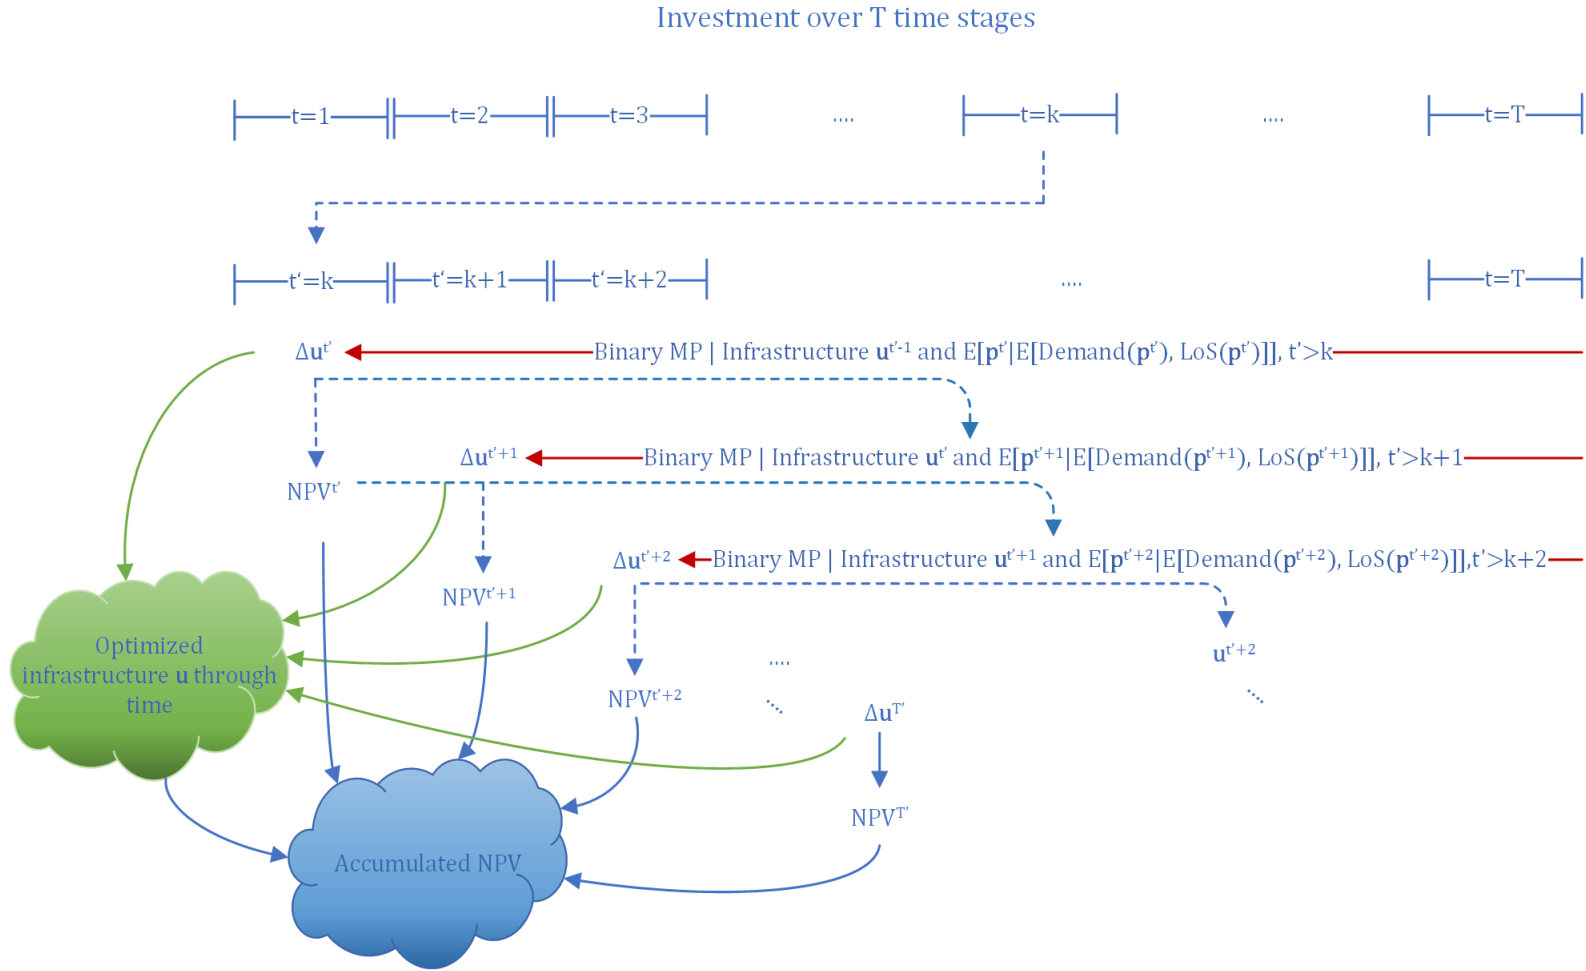 Investment over T time stages
t=1 t=2 t=3 .... t=k .... t=T
t‘=k t‘=k+1 t‘=k+2 .... t=T
Δu^t’ Binary MP | Infrastructure u^t’-1 and E[p^t’|E[Demand(p^t’), LoS(p^t’)]], t’>k
Δu^t’+1 Binary MP | Infrastructure u^t’ and E[p^t’+1|E[Demand(p^t’+1), LoS(p^t’+1)]], t’>k+1
NPV^t’
Δu^t’+2 Binary MP | Infrastructure u^t’+1 and E[p^t’+2|E[Demand(p^t’+2), LoS(p^t’+2)]],t’>k+2
NPV^t’+1
Optimized
infrastructure u through
time
u^t’+2
....
NPV^t’+2
....
....
Δu^T’
NPV^T’
Accumulated NPV